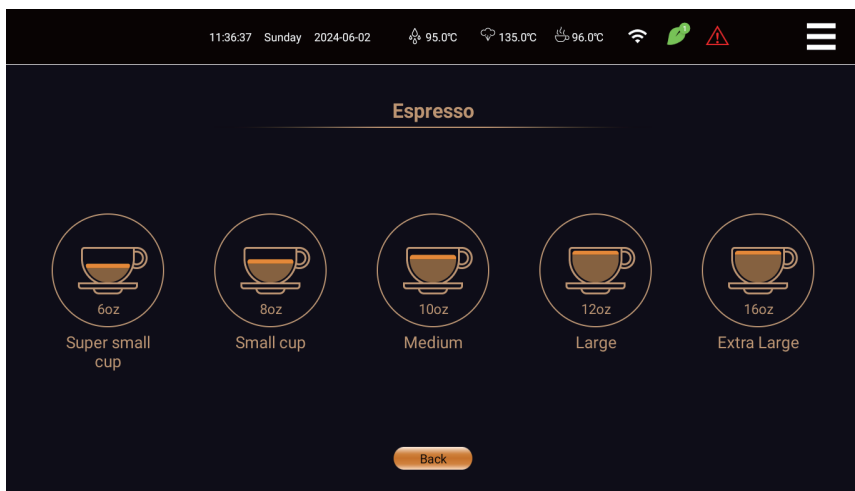 11:36:37 Sunday 2024-06-02 95.0℃ 135.0℃ 96.0℃
Espresso
6oz 8oz 10oz 12oz 16oz
Super small cup
Small cup
Medium
Large
Extra Large
Back